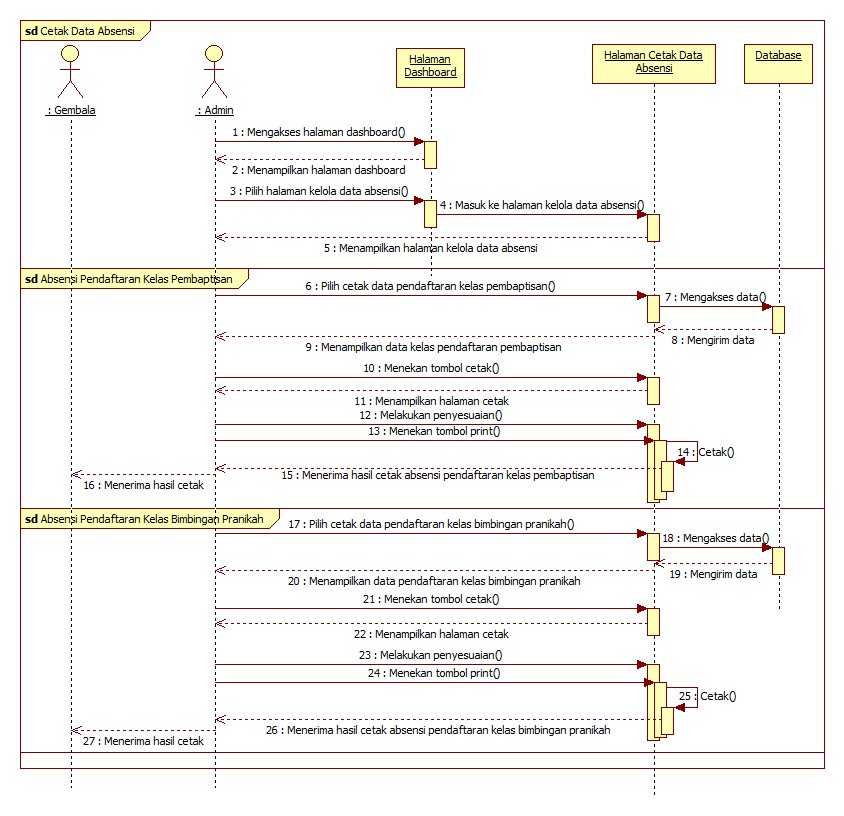 sd Cetak Data Absensi
: Gembala
: Admin
Halaman
Dashboard
Halaman Cetak Data
Absensi
Database
1 : Mengakses halaman dashboard()
2 : Menampilkan halaman dashboard
3 : Pilih halaman kelola data absensi()
4 : Masuk ke halaman kelola data absensi()
5 : Menampilkan halaman kelola data absensi
sd Absensi Pendaftaran Kelas Pembaptisan
6 : Pilih cetak data pendaftaran kelas pembaptisan()
7 : Mengakses data()
8 : Mengirim data
9 : Menampilkan data kelas pendaftaran pembaptisan
10 : Menekan tombol cetak()
11 : Menampilkan halaman cetak
12 : Melakukan penyesuaian()
13 : Menekan tombol print()
14 : Cetak()
15 : Menerima hasil cetak absensi pendaftaran kelas pembaptisan
16 : Menerima hasil cetak
sd Absensi Pendaftaran Kelas Bimbingan Pranikah
17 : Pilih cetak data pendaftaran kelas bimbingan pranikah()
18 : Mengakses data()
19 : Mengirim data
20 : Menampilkan data pendaftaran kelas bimbingan pranikah
21 : Menekan tombol cetak()
22 : Menampilkan halaman cetak
23 : Melakukan penyesuaian()
24 : Menekan tombol print()
25 : Cetak()
26 : Menerima hasil cetak absensi pendaftaran kelas bimbingan pranikah
27 : Menerima hasil cetak